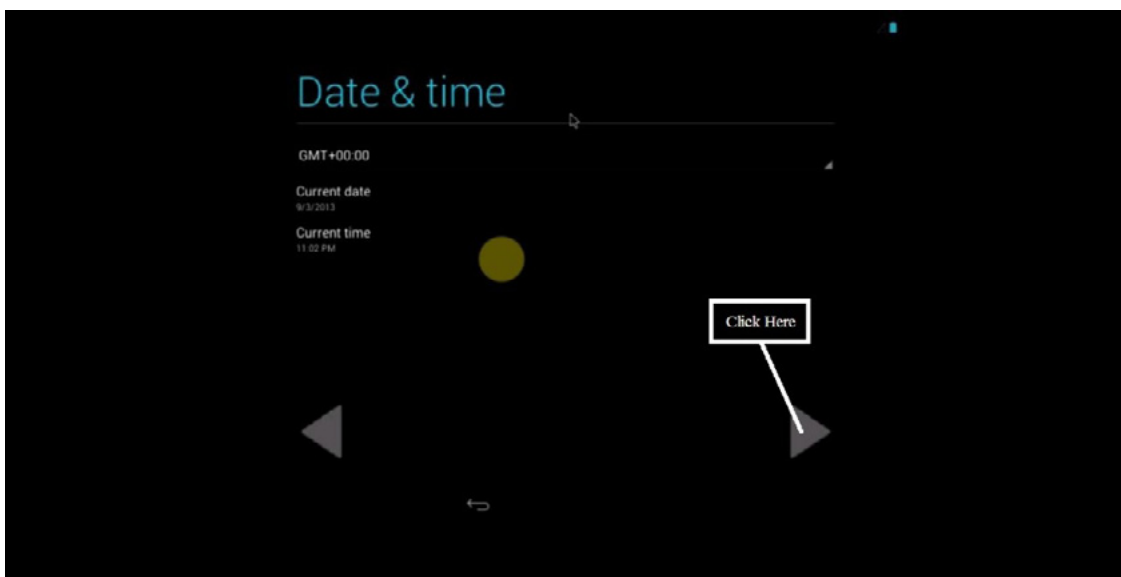 Date & time
GMT+00:00
Current date
9/3/2013
Current time
11:02 PM
Click Here